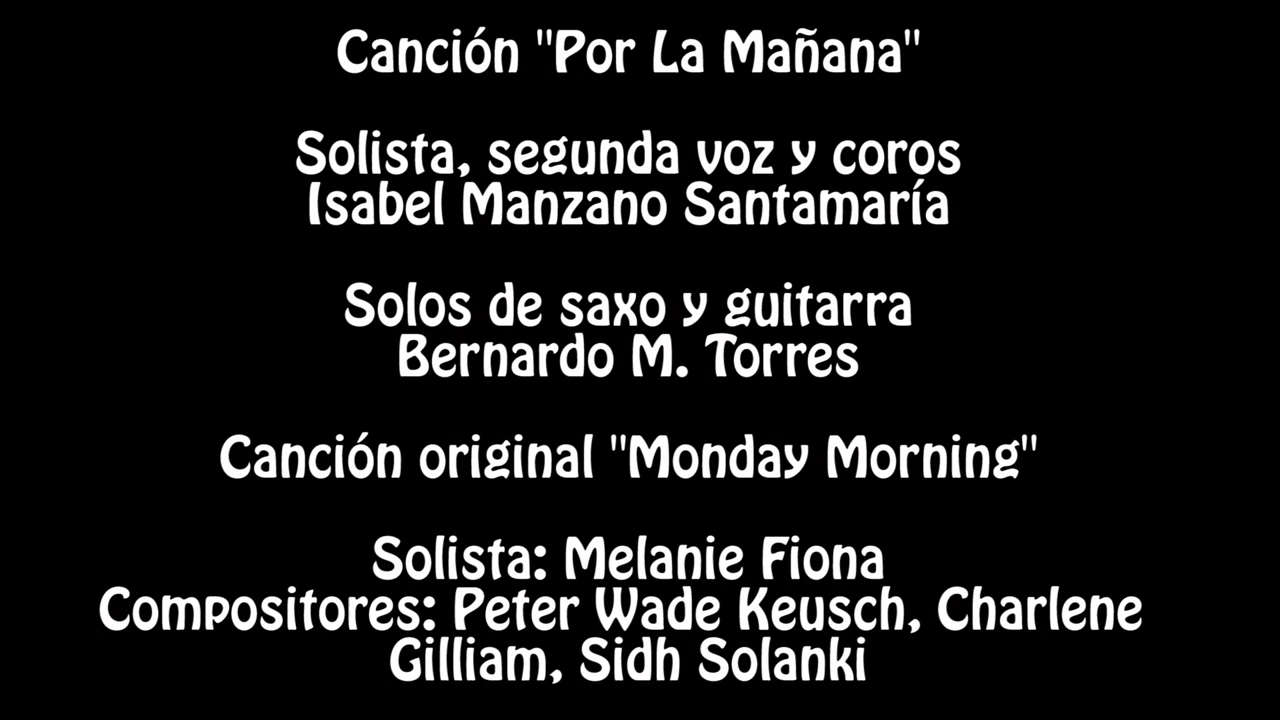 Canción "Por La Mañana"
Solista, segunda voz y coros
Isabel Manzano Santamaría
Solos de saxo y guitarra
Bernardo M. Torres
Canción original "Monday Morning"
Solista: Melanie Fiona
Compositores: Peter Wade Keusch, Charlene
Gilliam, Sidh Solanki